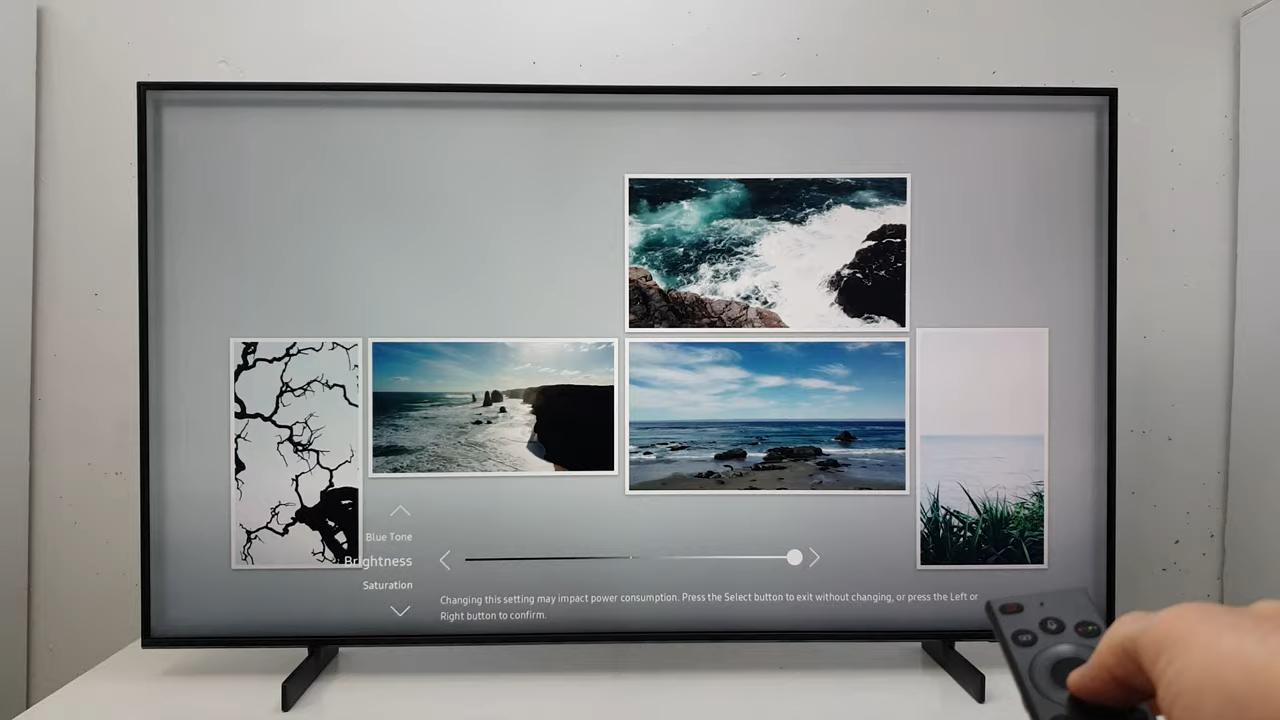 Blue Tone
Brightness
Saturation
Changing this setting may impact power consumption. Press the Select button to exit without changing, or press the Left or
Right button to confirm.